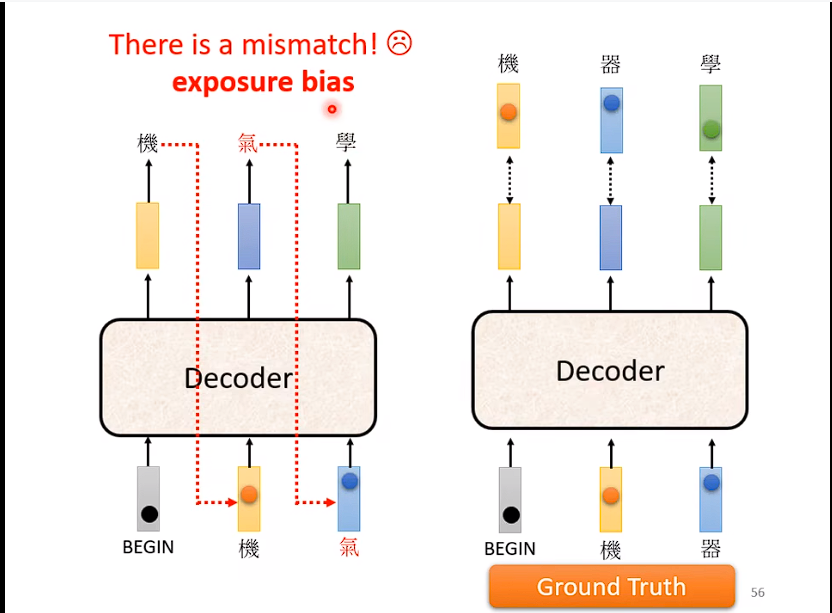 There is a mismatch! ☹
exposure bias
機 氣 學
Decoder
BEGIN 機 氣
機 器 學
Decoder
BEGIN 機 器
Ground Truth
56